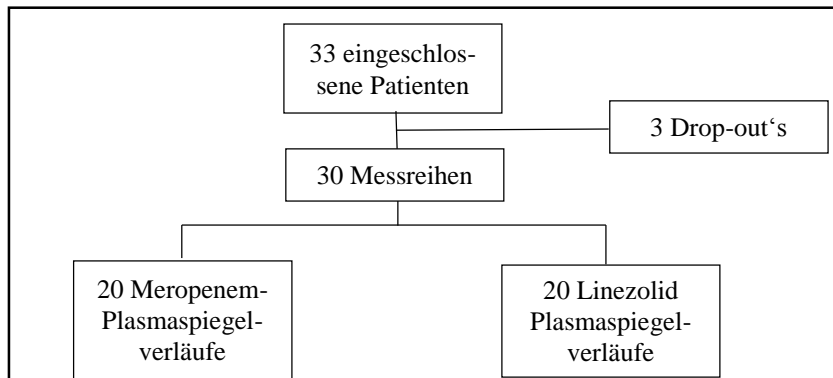 33 eingeschlos-
sene Patienten
3 Drop-out‘s
30 Messreihen
20 Meropenem-
Plasmaspiegel-
verläufe
20 Linezolid
Plasmaspiegel-
verläufe